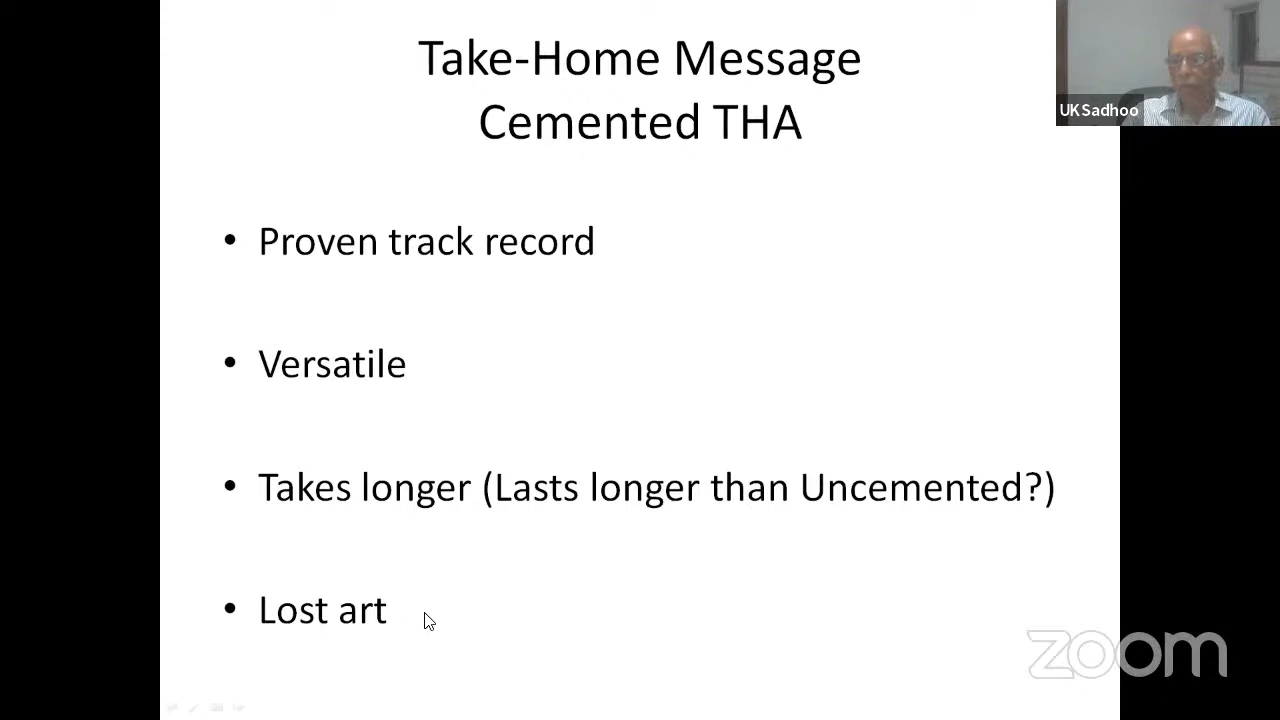 Take-Home Message
Cemented THA
UK Sadhoo
• Proven track record
• Versatile
• Takes longer (Lasts longer than Uncemented?)
• Lost art
zoom